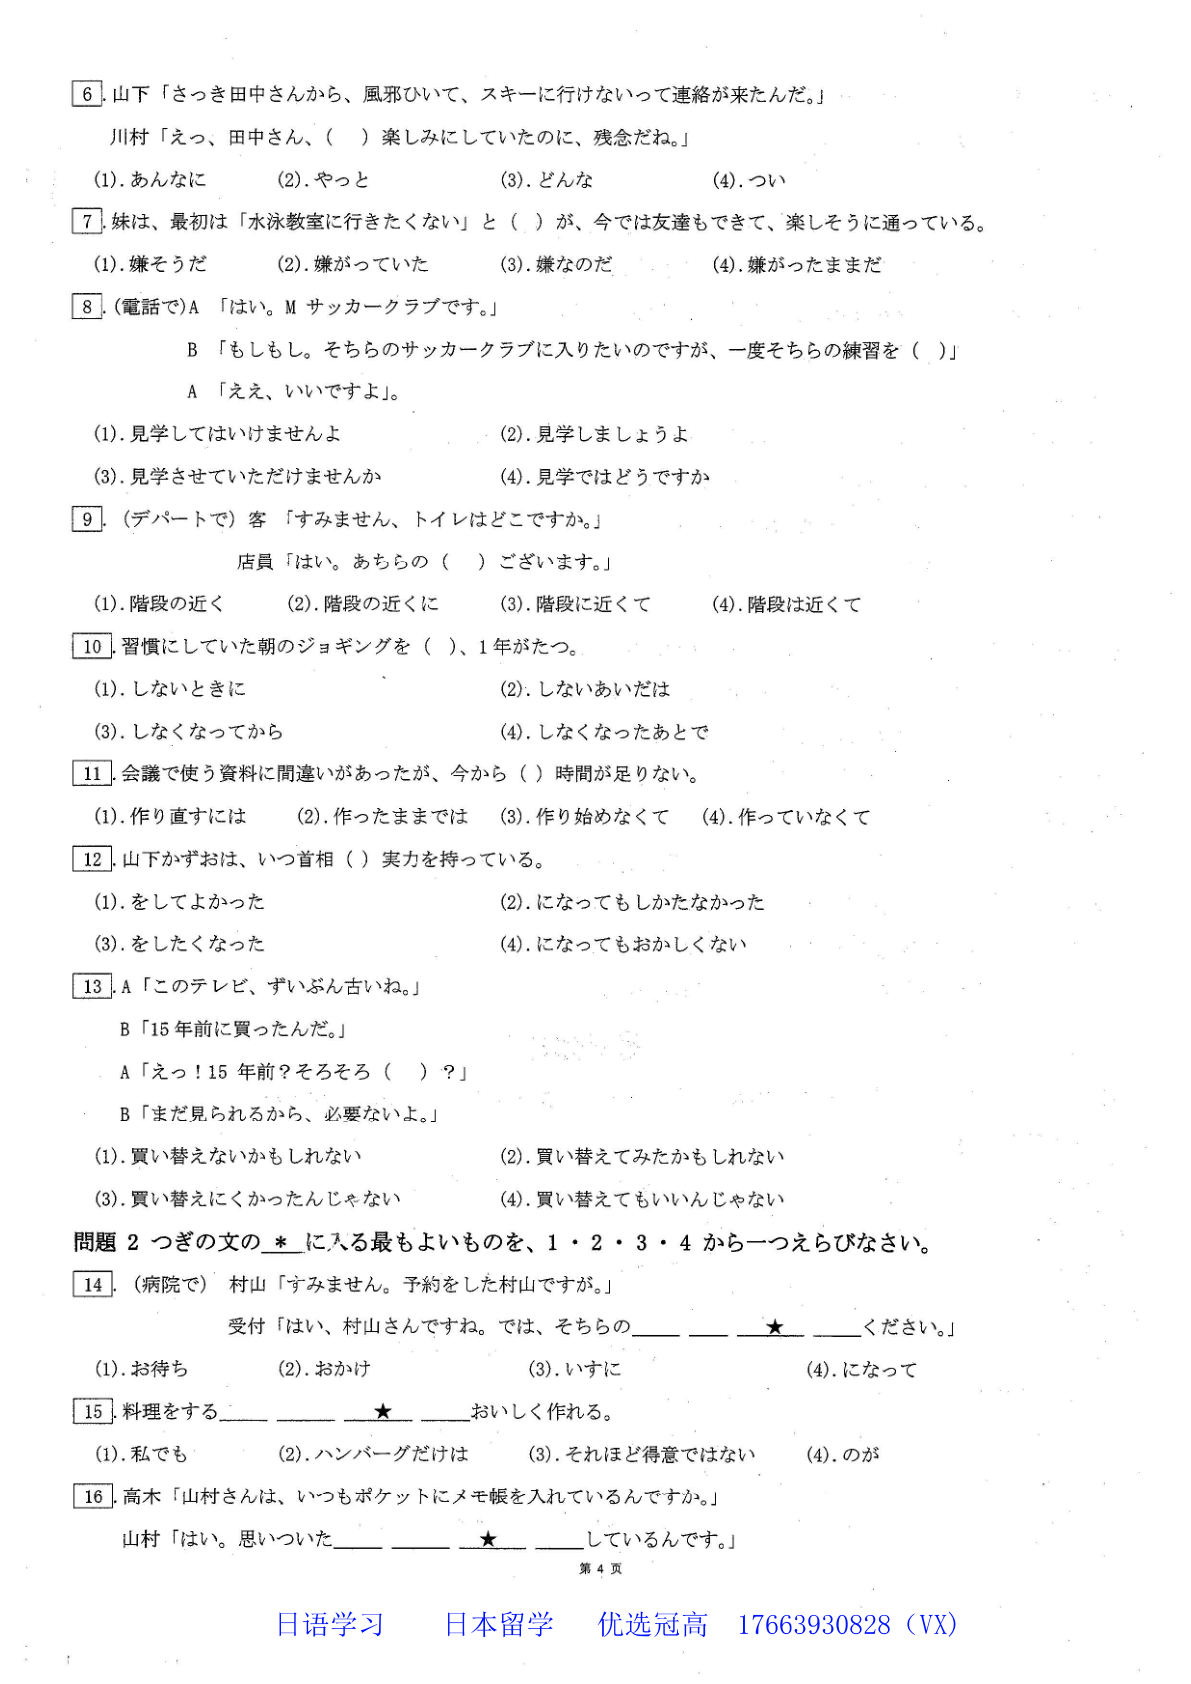 6.山下「さっき田中さんから、風邪ひいて、スキーに行けないって連絡が来たんだ。」
川村「えっ、田中さん、(　)楽しみにしていたのに、残念だね。」
(1).あんなに (2).やっと (3).どんな (4).つい
7.妹は、最初は「水泳教室に行きたくない」と(　)が、今では友達もできて、楽しそうに通っている。
(1).嫌そうだ (2).嫌がっていた (3).嫌なのだ (4).嫌がったままだ
8.(電話で)A 「はい。M サッカークラブです。」
B 「もしもし。そちらのサッカークラブに入りたいのですが、一度そちらの練習を(　)」
A 「ええ、いいですよ」。
(1).見学してはいけませんよ (2).見学しましょうよ
(3).見学させていただけませんか (4).見学ではどうですか
9.(デパートで)客 「すみません、トイレはどこですか。」
店員「はい。あちらの(　)ございます。」
(1).階段の近く (2).階段の近くに (3).階段に近くて (4).階段は近くて
10.習慣にしていた朝のジョギングを(　)、1年がたつ。
(1).しないときに (2).しないあいだは
(3).しなくなってから (4).しなくなったあとで
11.会議で使う資料に間違いがあったが、今から(　)時間が足りない。
(1).作り直すには (2).作ったままでは (3).作り始めなくて (4).作っていなくて
12.山下かずおは、いつ首相(　)実力を持っている。
(1).をしてよかった (2).になってもしかたなかった
(3).をしたくなった (4).になってもおかしくない
13.A「このテレビ、ずいぶん古いね。」
B「15年前に買ったんだ。」
A「えっ！15 年前？そろそろ(　)？」
B「まだ見られるから、必要ないよ。」
(1).買い替えないかもしれない (2).買い替えてみたかもしれない
(3).買い替えにくかったんじゃない (4).買い替えてもいいんじゃない
問題 2 つぎの文の__*__に入る最もよいものを、1・2・3・4 から一つえらびなさい。
14.(病院で) 村山「すみません。予約をした村山ですが。」
受付「はい、村山さんですね。では、そちらの____ ____ __★__ ____ください。」
(1).お待ち (2).おかけ (3).いすに (4).になって
15.料理をする____ ____ __★__ ____おいしく作れる。
(1).私でも (2).ハンバーグだけは (3).それほど得意ではない (4).のが
16.高木「山村さんは、いつもポケットにメモ帳を入れているんですか。」
山村「はい。思いついた____ ____ __★__ ____しているんです。」
第 4 页
日语学习 日本留学 优选冠高 17663930828（VX)